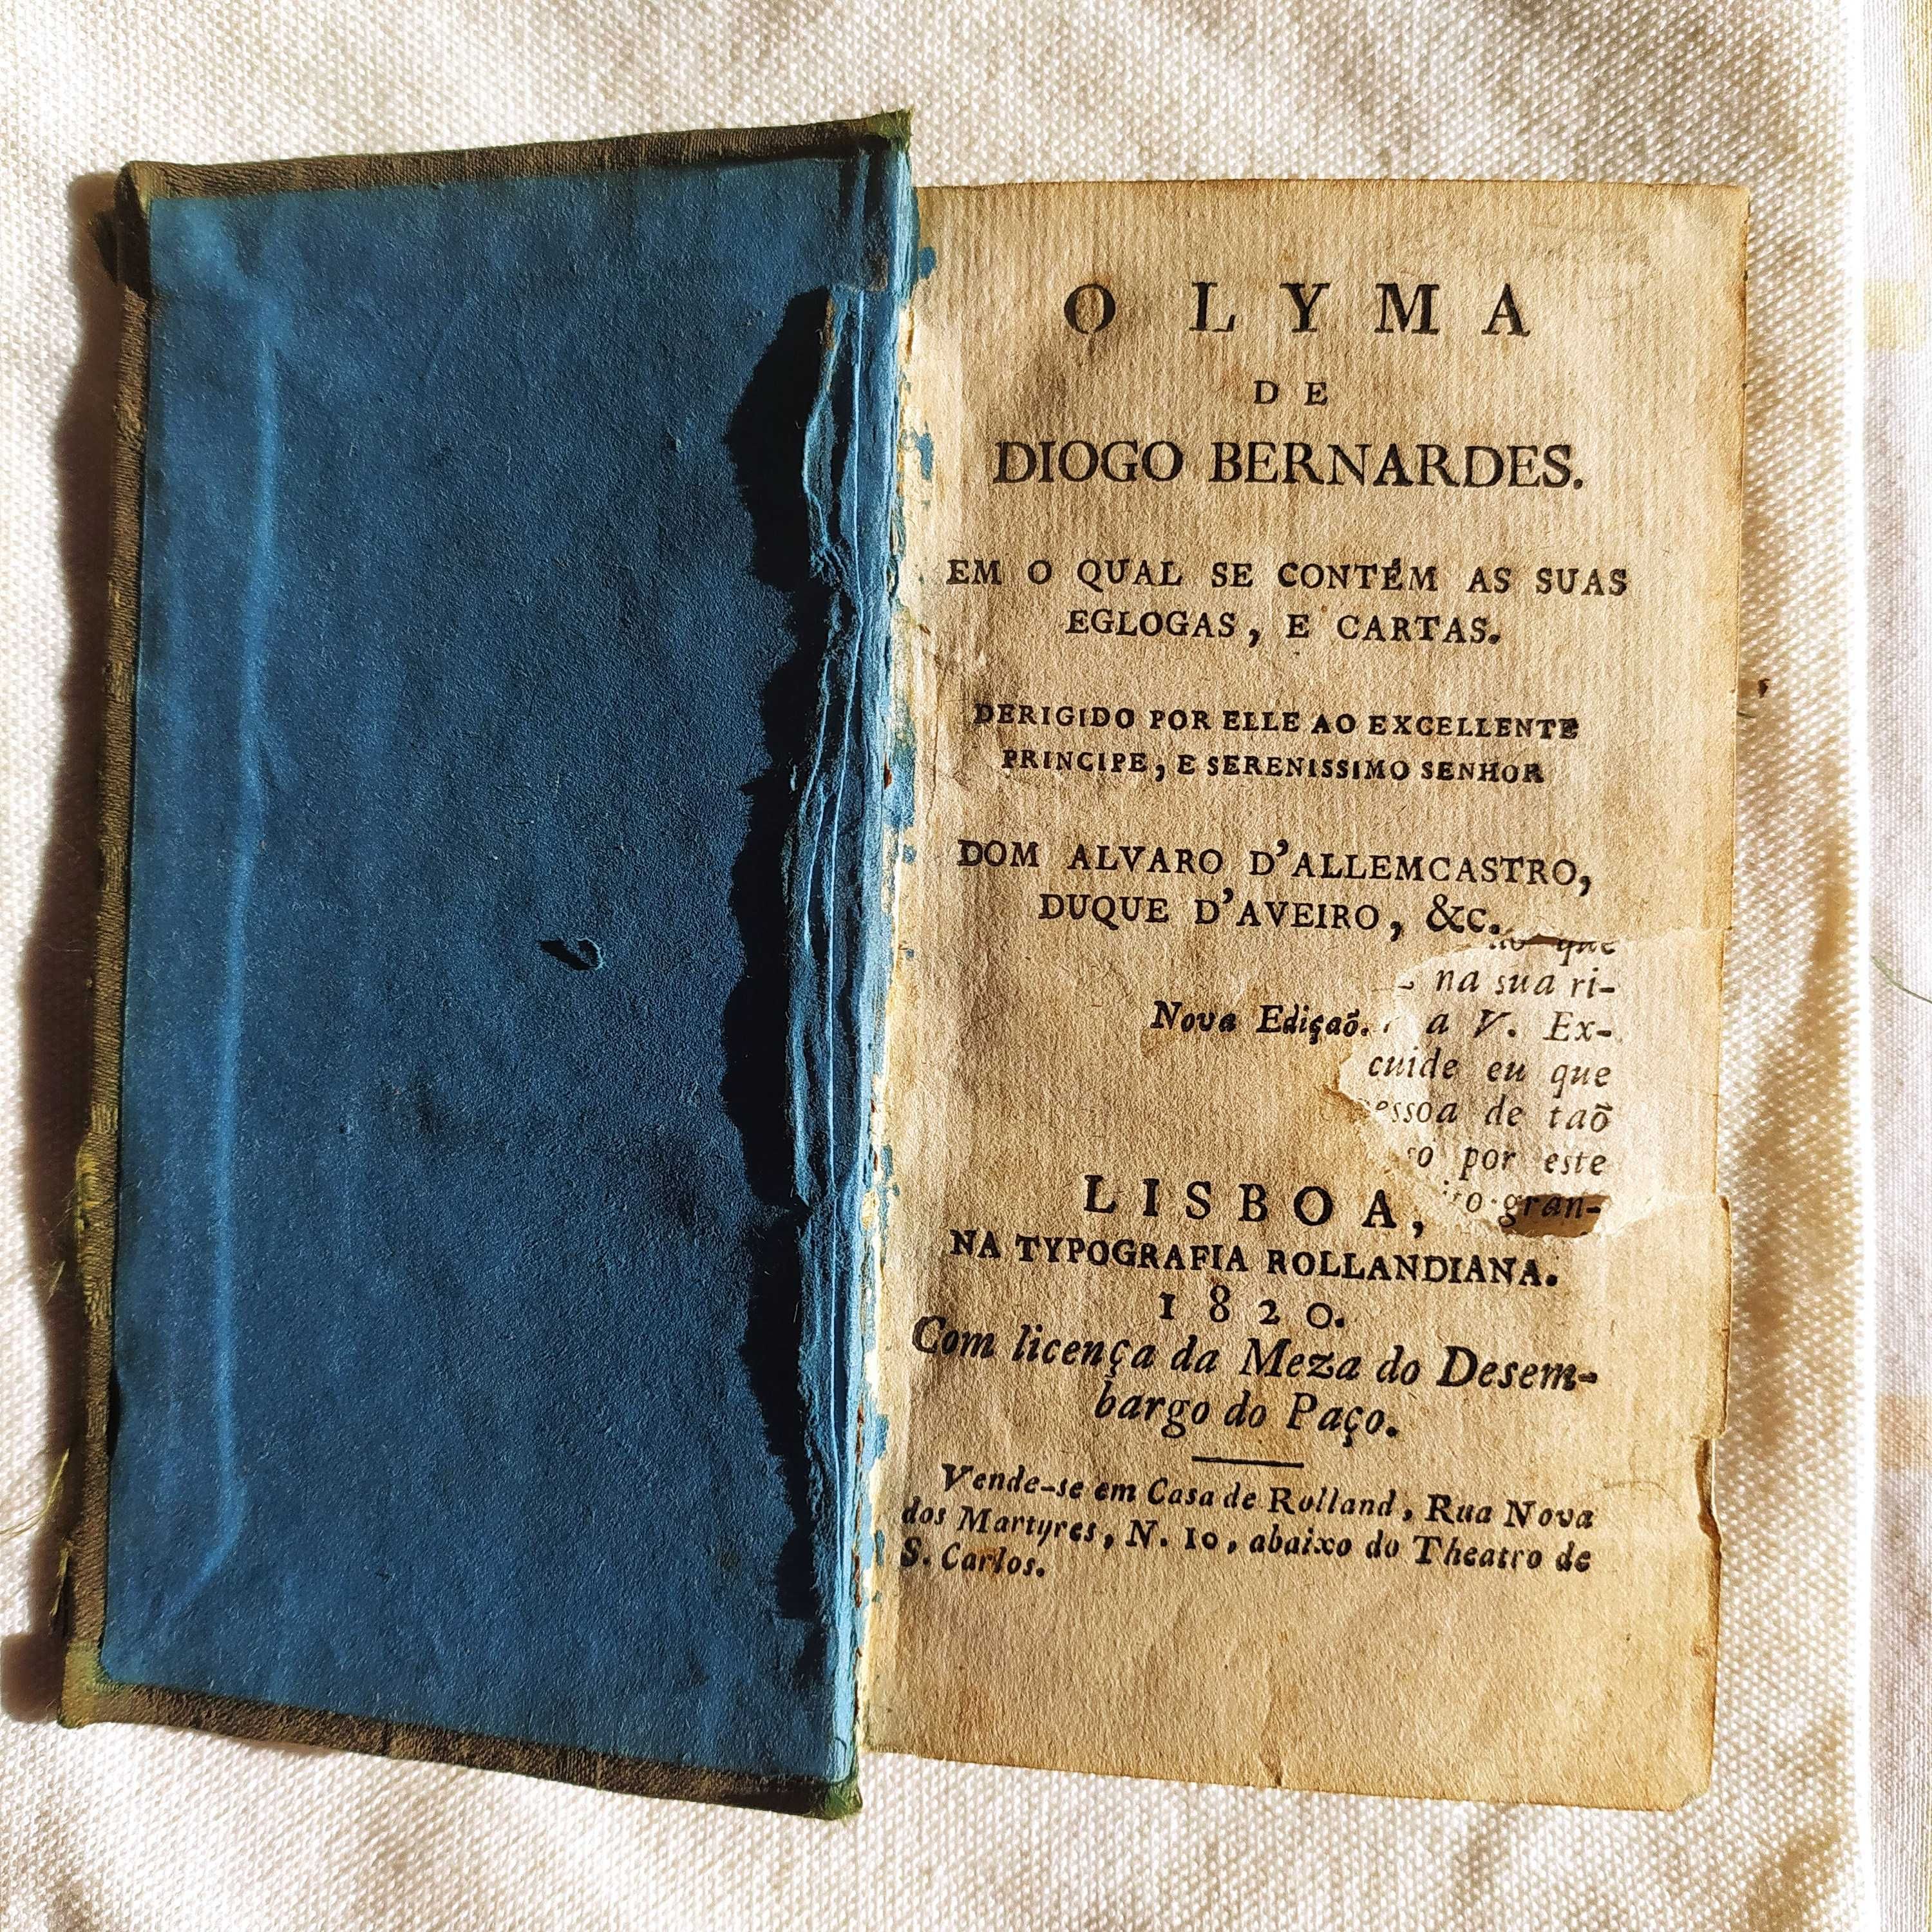 O LYMA
DE
DIOGO BERNARDES.
EM O QUAL SE CONTÉM AS SUAS
EGLOGAS, E CARTAS.
DERIGIDO POR ELLE AO EXCELLENTE
PRINCIPE, E SERENISSIMO SENHOR
DOM ALVARO D'ALLEMCASTRO,
DUQUE D'AVEIRO, &c.
que
na sua ri-
Nova Ediçaõ. a V. Ex-
cuide eu que
de taõ
por este
gran-
LISBOA,
NA TYPOGRAFIA ROLLANDIANA.
1820.
Com licença da Meza do Desem-
bargo do Paço.
Vende-se em Casa de Rolland, Rua Nova
dos Martyres, N. 10, abaixo do Theatro de
S. Carlos.